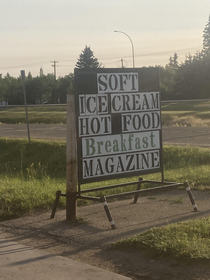 SOFT
ICE CREAM
HOT FOOD
Breakfast
MAGAZINE